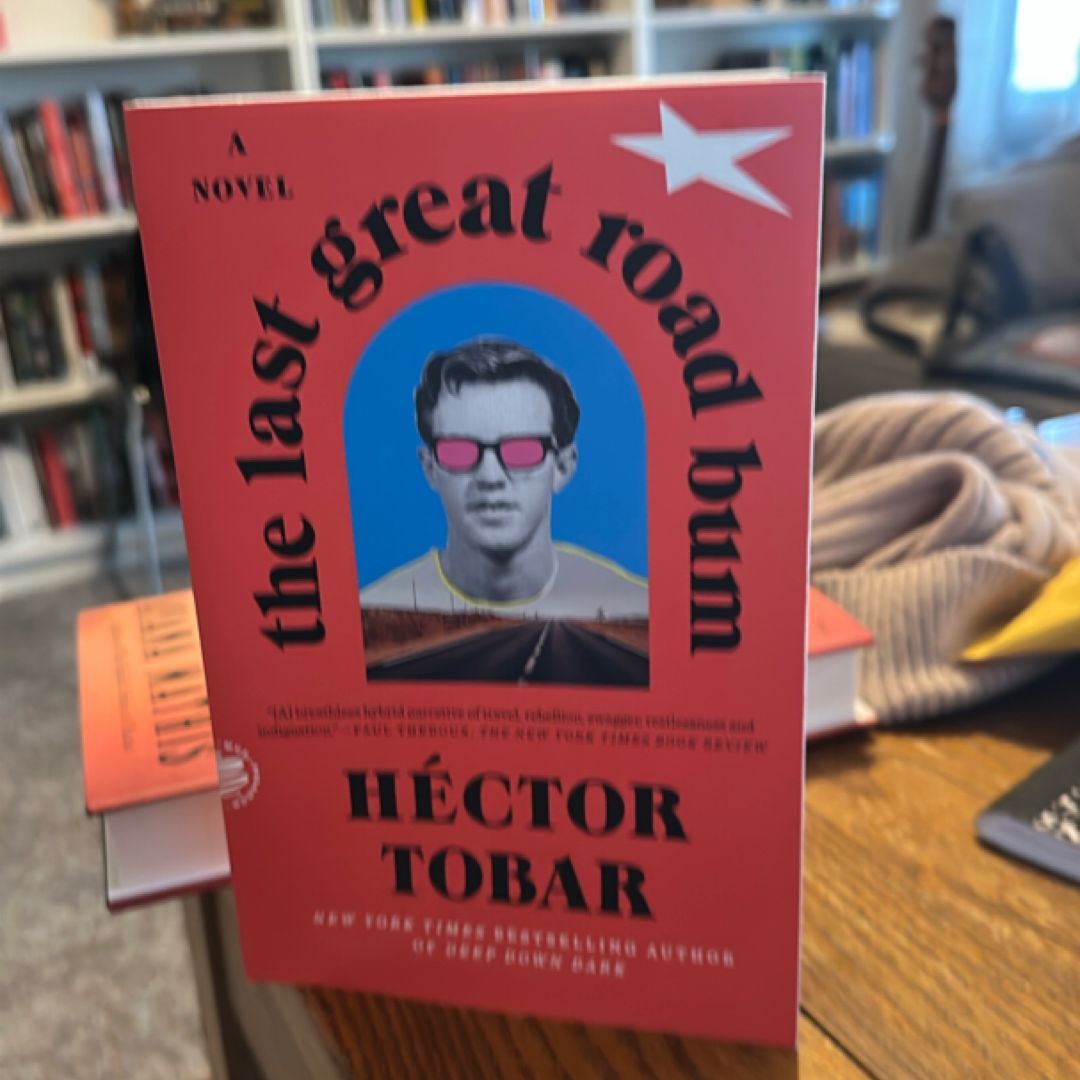 A
NOVEL
the last great road bum
"[A] breathless hybrid narrative of travel, rebellion, swagger, restlessness and
indignation." —PAUL THEROUX, THE NEW YORK TIMES BOOK REVIEW
HÉCTOR
TOBAR
NEW YORK TIMES BESTSELLING AUTHOR
OF DEEP DOWN DARK